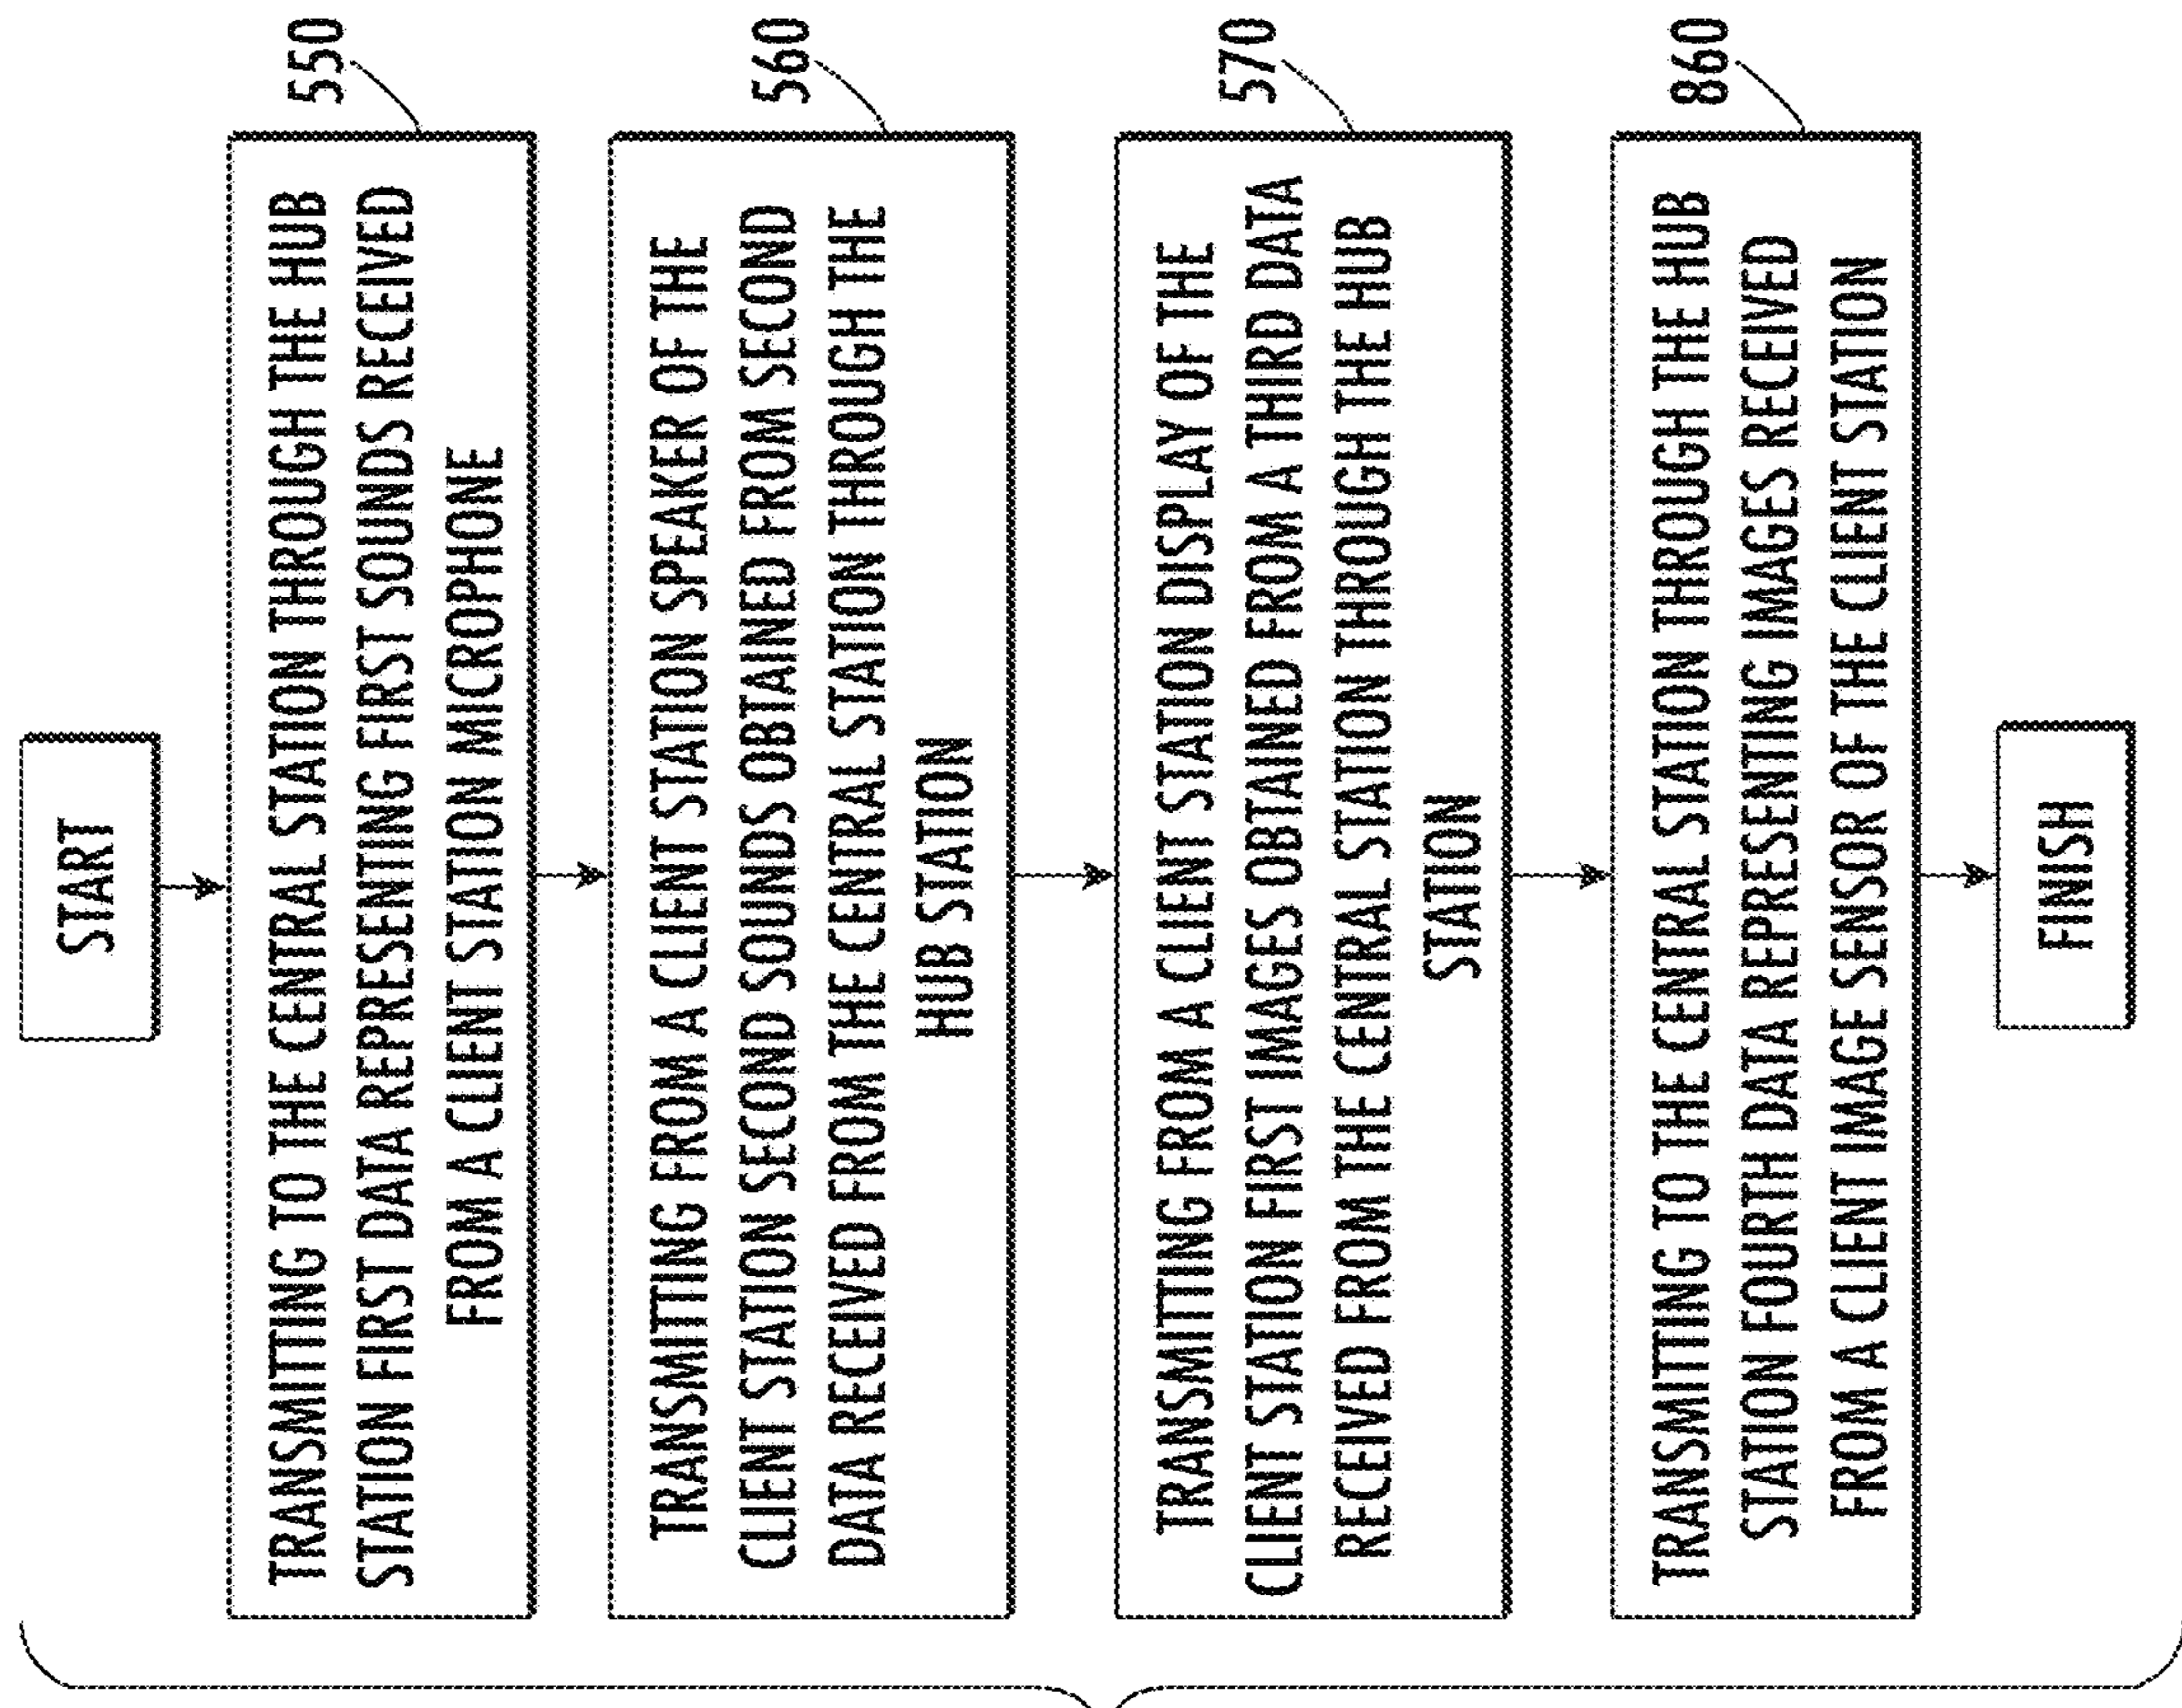 START
550
TRANSMITTING TO THE CENTRAL STATION THROUGH THE HUB
STATION FIRST DATA REPRESENTING FIRST SOUNDS RECEIVED
FROM A CLIENT STATION MICROPHONE
560
TRANSMITTING FROM A CLIENT STATION SPEAKER OF THE
CLIENT STATION SECOND SOUNDS OBTAINED FROM SECOND
DATA RECEIVED FROM THE CENTRAL STATION THROUGH THE
HUB STATION
570
TRANSMITTING FROM A CLIENT STATION DISPLAY OF THE
CLIENT STATION FIRST IMAGES OBTAINED FROM A THIRD DATA
RECEIVED FROM THE CENTRAL STATION THROUGH THE HUB
STATION
860
TRANSMITTING TO THE CENTRAL STATION THROUGH THE HUB
STATION FOURTH DATA REPRESENTING IMAGES RECEIVED
FROM A CLIENT IMAGE SENSOR OF THE CLIENT STATION
FINISH